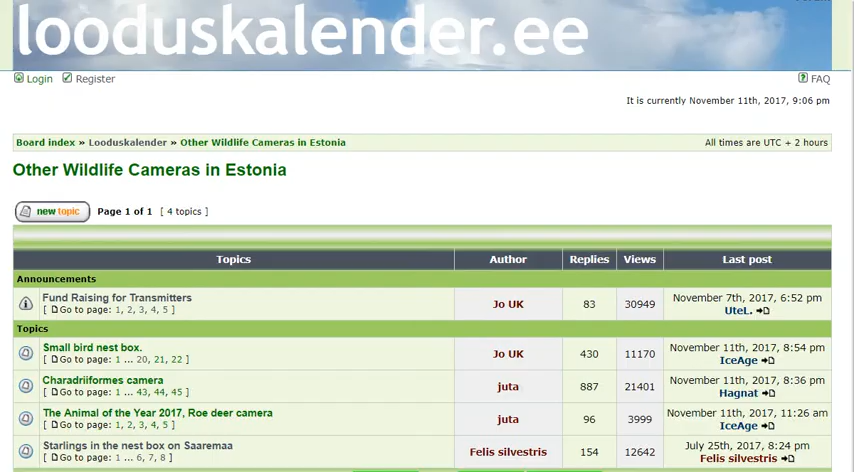 looduskalender.ee
Login Register FAQ
It is currently November 11th, 2017, 9:06 pm
Board index » Looduskalender » Other Wildlife Cameras in Estonia All times are UTC + 2 hours
Other Wildlife Cameras in Estonia
new topic Page 1 of 1 [ 4 topics ]
Topics Author Replies Views Last post
Announcements
Fund Raising for Transmitters
[ Go to page: 1, 2, 3, 4, 5 ]
Jo UK 83 30949 November 7th, 2017, 6:52 pm
UteL.
Topics
Small bird nest box.
[ Go to page: 1 ... 20, 21, 22 ]
Jo UK 430 11170 November 11th, 2017, 8:54 pm
IceAge
Charadriiformes camera
[ Go to page: 1 ... 43, 44, 45 ]
juta 887 21401 November 11th, 2017, 8:36 pm
Hagnat
The Animal of the Year 2017, Roe deer camera
[ Go to page: 1, 2, 3, 4, 5 ]
juta 96 3999 November 11th, 2017, 11:26 am
IceAge
Starlings in the nest box on Saaremaa
[ Go to page: 1 ... 6, 7, 8 ]
Felis silvestris 154 12642 July 25th, 2017, 8:24 pm
Felis silvestris